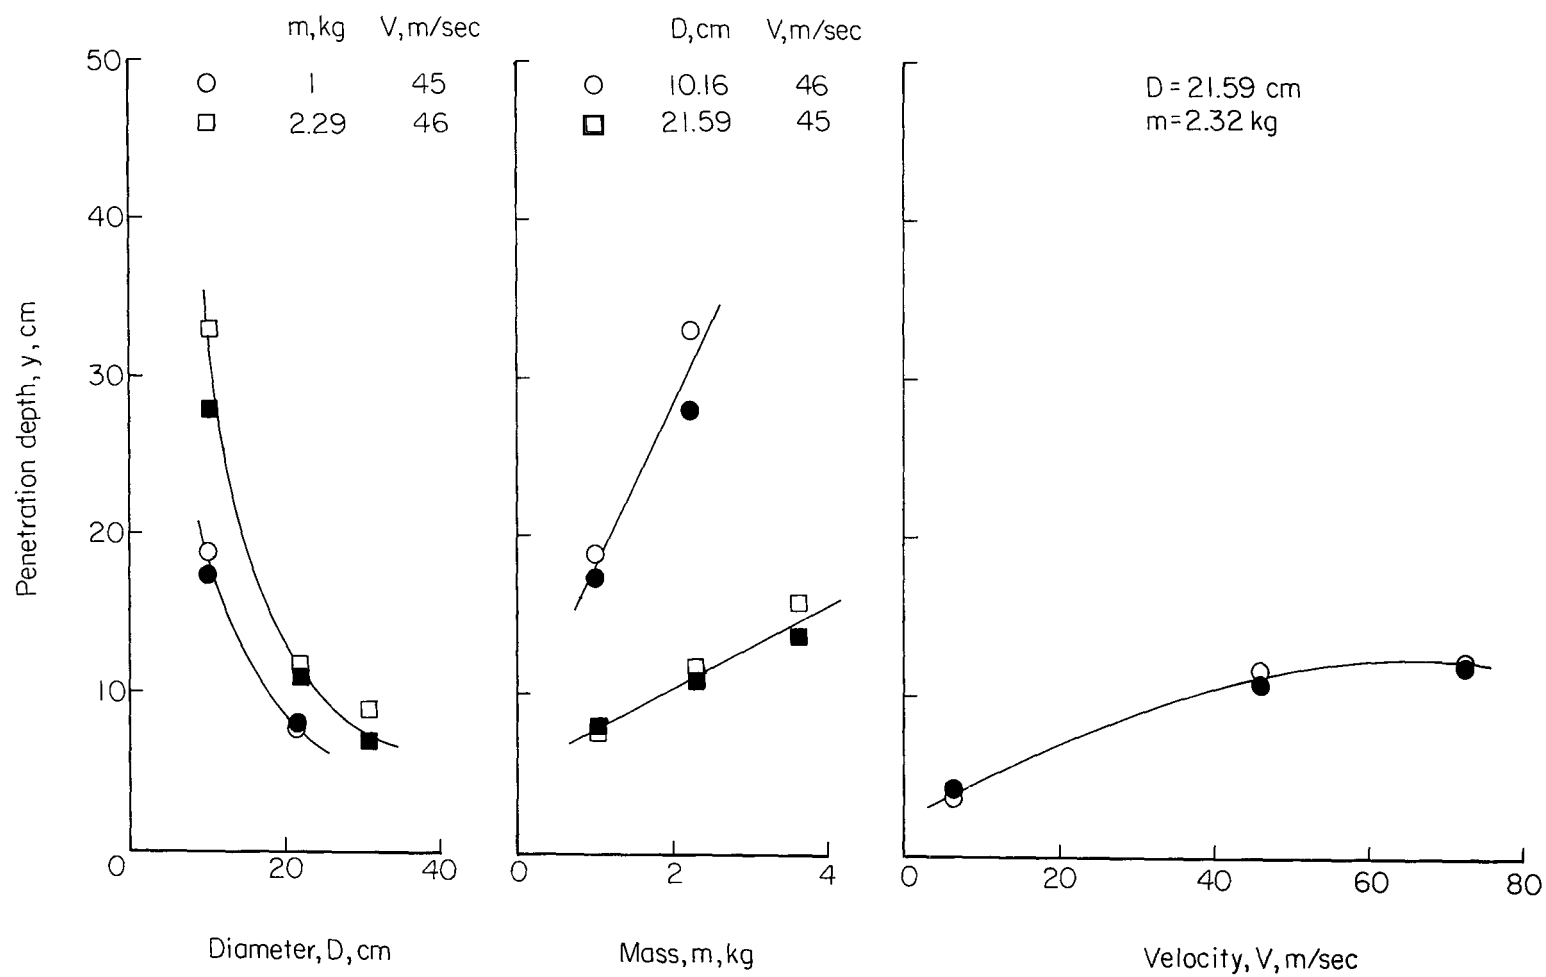 m,kg V,m/sec
1 45
2.29 46
D,cm V,m/sec
10.16 46
21.59 45
D=21.59 cm
m=2.32 kg
50
40
30
20
10
Penetration depth, y, cm
0 20 40
0 2 4
0 20 40 60 80
Diameter, D, cm
Mass, m, kg
Velocity, V, m/sec